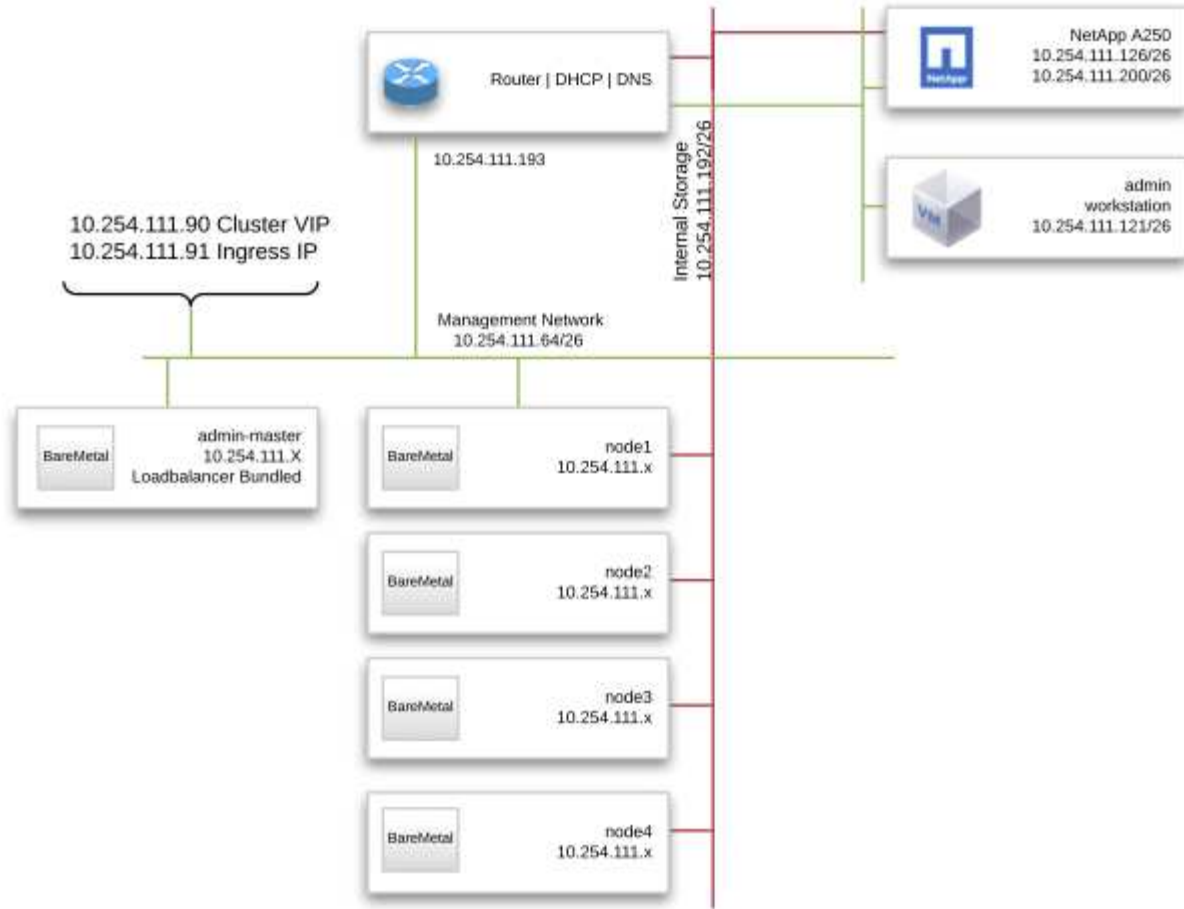 Router | DHCP | DNS
10.254.111.193
NetApp
NetApp A250
10.254.111.126/26
10.254.111.200/26
VM
admin
workstation
10.254.111.121/26
Internal Storage
10.254.111.192/26
10.254.111.90 Cluster VIP
10.254.111.91 Ingress IP
Management Network
10.254.111.64/26
BareMetal
admin-master
10.254.111.X
Loadbalancer Bundled
BareMetal
node1
10.254.111.x
BareMetal
node2
10.254.111.x
BareMetal
node3
10.254.111.x
BareMetal
node4
10.254.111.x